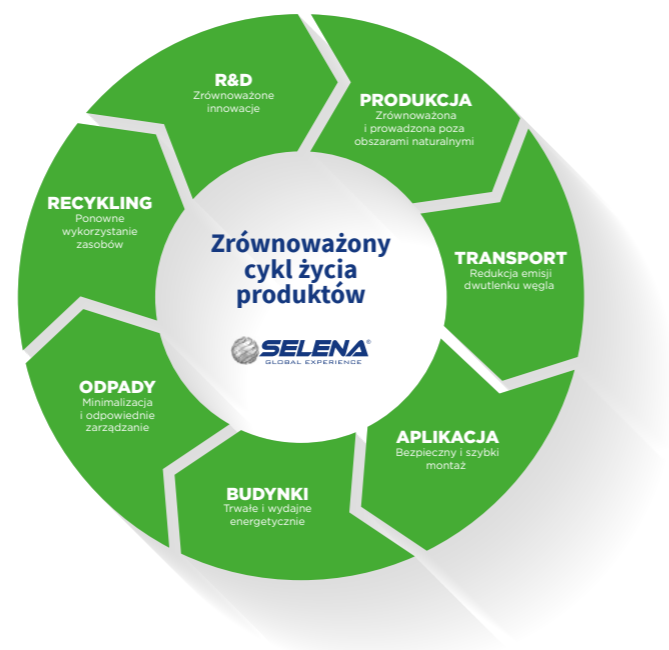 Zrównoważony
cykl życia
produktów
SELENA®
GLOBAL EXPERIENCE
R&D
Zrównoważone
innowacje
PRODUKCJA
Zrównoważona
i prowadzona poza
obszarami naturalnymi
TRANSPORT
Redukcja emisji
dwutlenku węgla
APLIKACJA
Bezpieczny i szybki
montaż
BUDYNKI
Trwałe i wydajne
energetycznie
ODPADY
Minimalizacja
i odpowiednie
zarządzanie
RECYKLING
Ponowne
wykorzystanie
zasobów